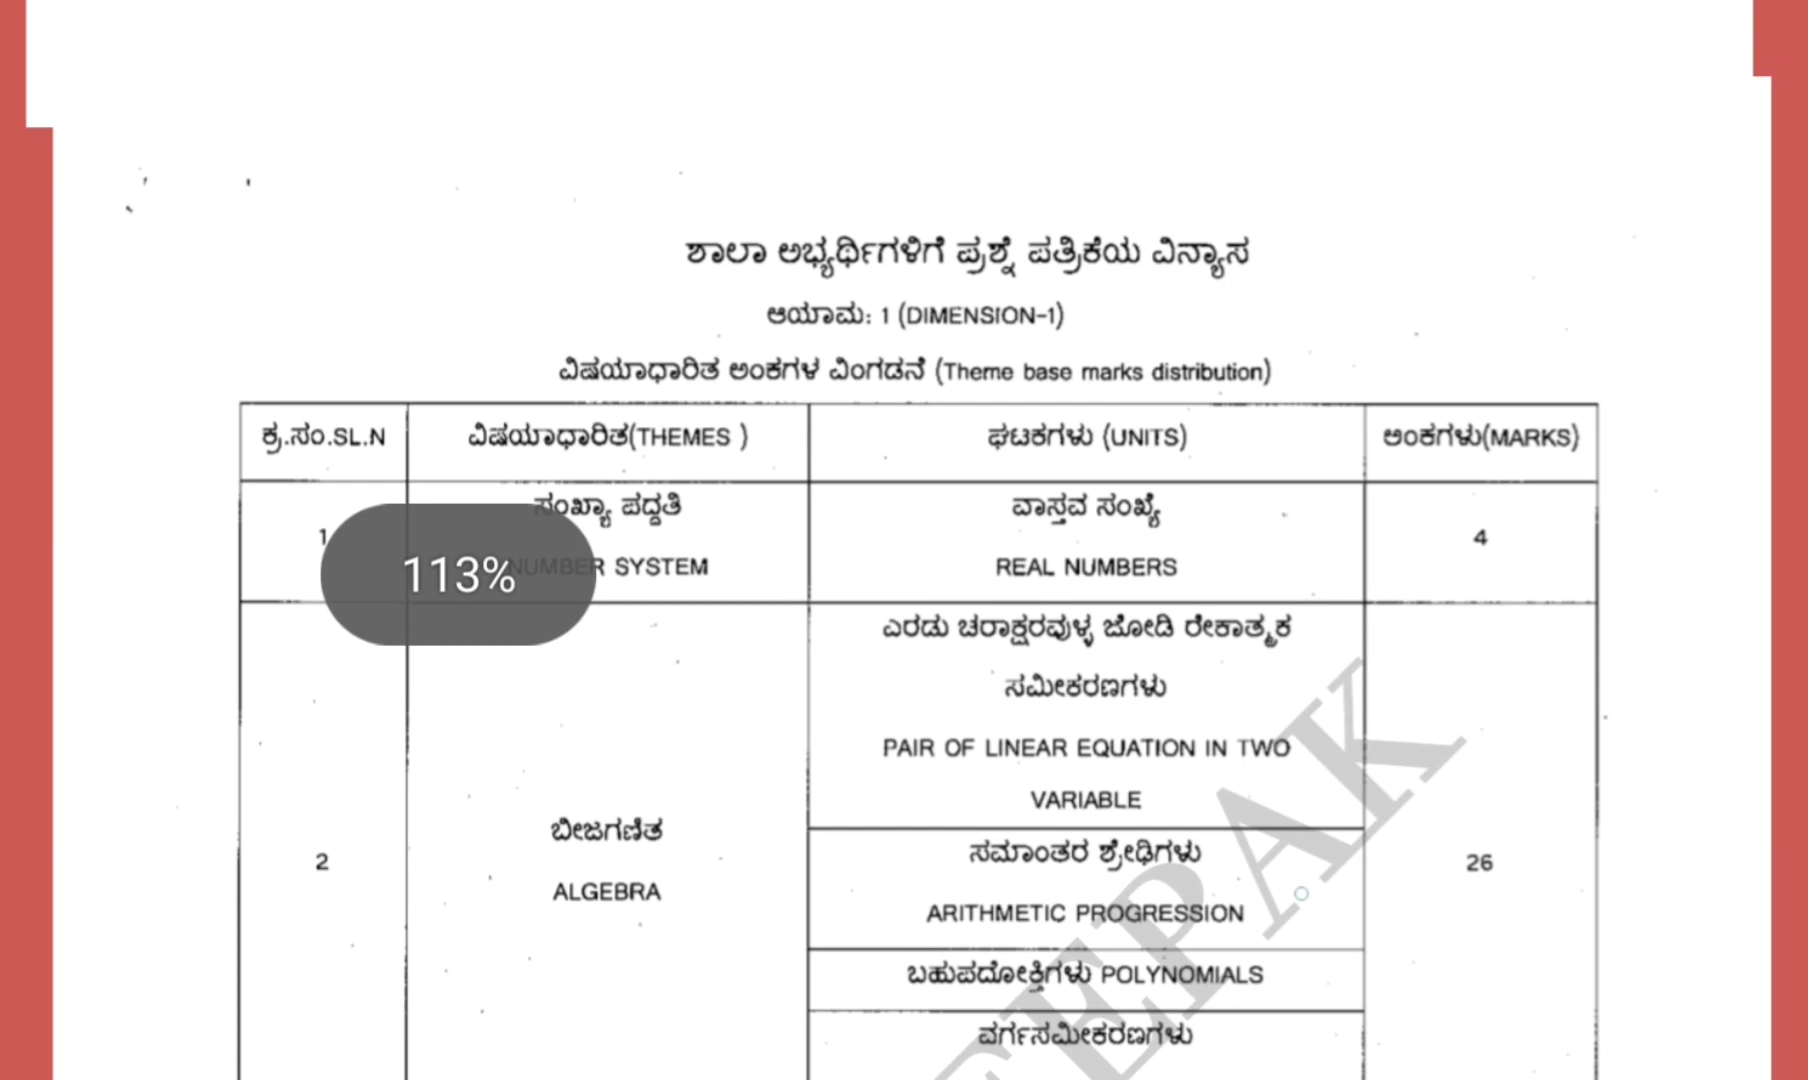 ಶಾಲಾ ಅಭ್ಯರ್ಥಿಗಳಿಗೆ ಪ್ರಶ್ನೆ ಪತ್ರಿಕೆಯ ವಿನ್ಯಾಸ
ಆಯಾಮ: 1 (DIMENSION-1)
ವಿಷಯಾಧಾರಿತ ಅಂಕಗಳ ವಿಂಗಡನೆ (Theme base marks distribution)
ಕ್ರ.ಸಂ.SL.N ವಿಷಯಾಧಾರಿತ(THEMES ) ಘಟಕಗಳು (UNITS) ಅಂಕಗಳು(MARKS)
1
ಸಂಖ್ಯಾ ಪದ್ದತಿ
NUMBER SYSTEM
ವಾಸ್ತವ ಸಂಖ್ಯೆ
REAL NUMBERS
4
113%
2
ಬೀಜಗಣಿತ
ALGEBRA
ಎರಡು ಚರಾಕ್ಷರವುಳ್ಳ ಜೋಡಿ ರೇಕಾತ್ಮಕ
ಸಮೀಕರಣಗಳು
PAIR OF LINEAR EQUATION IN TWO
VARIABLE
ಸಮಾಂತರ ಶ್ರೇಢಿಗಳು
ARITHMETIC PROGRESSION
ಬಹುಪದೋಕ್ತಿಗಳು POLYNOMIALS
ವರ್ಗಸಮೀಕರಣಗಳು
26
EEPAK